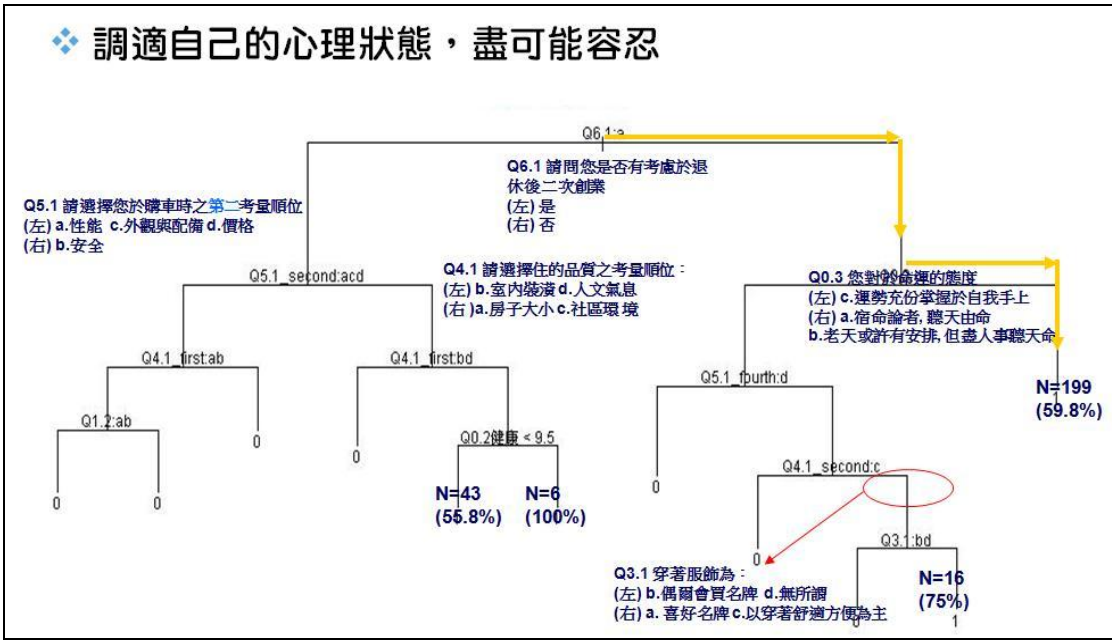 調適自己的心理狀態，盡可能容忍
Q6.1:a
Q6.1 請問您是否有考慮於退
休後二次創業
(左) 是
(右) 否
Q5.1 請選擇您於購車時之第二考量順位
(左) a.性能 c.外觀與配備 d.價格
(右) b.安全
Q5.1_second:acd
Q4.1 請選擇住的品質之考量順位：
(左) b.室內裝潢 d.人文氣息
(右) a.房子大小 c.社區環境
Q0.3 您對於命運的態度
(左) c.運勢充份掌握於自我手上
(右) a.宿命論者, 聽天由命
b.老天或許有安排, 但盡人事聽天命
Q4.1_first:ab
Q4.1_first:bd
Q5.1_fourth:d
N=199
(59.8%)
1
Q1.2:ab
0
0
0
Q0.2健康 < 9.5
0
N=43
(55.8%)
N=6
(100%)
0
Q4.1_second:c
0
Q3.1:bd
Q3.1 穿著服飾為：
(左) b.偶爾會買名牌 d.無所謂
(右) a. 喜好名牌 c.以穿著舒適方便為主
N=16
(75%)
0
1